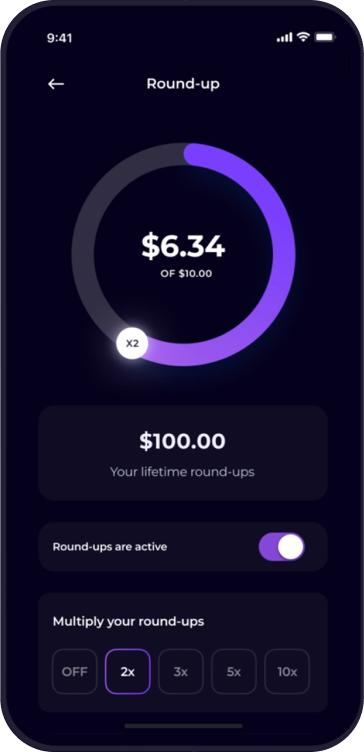 9:41
Round-up
$6.34
OF $10.00
X2
$100.00
Your lifetime round-ups
Round-ups are active
Multiply your round-ups
OFF 2x 3x 5x 10x